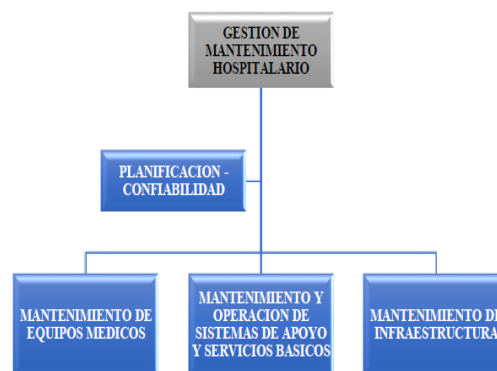 GESTION DE
MANTENIMIENTO
HOSPITALARIO
PLANIFICACION -
CONFIABILIDAD
MANTENIMIENTO DE
EQUIPOS MEDICOS
MANTENIMIENTO Y
OPERACION DE
SISTEMAS DE APOYO
Y SERVICIOS BASICOS
MANTENIMIENTO DE
INFRAESTRUCTURA